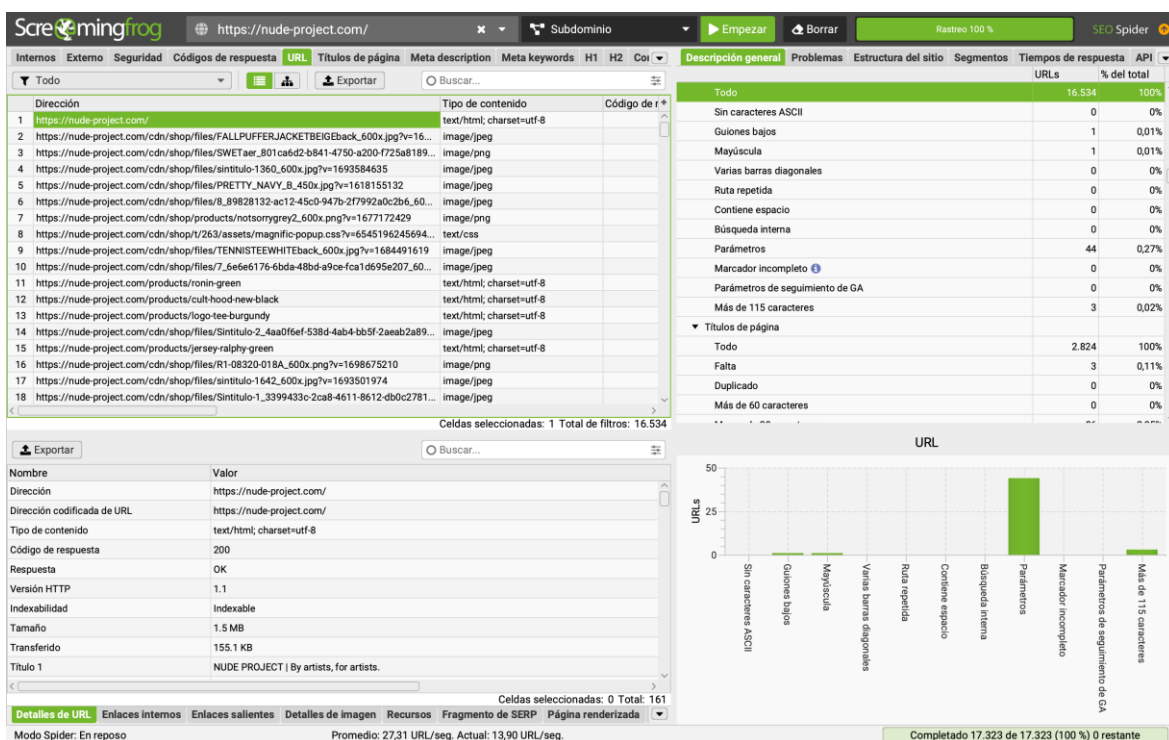 Screamingfrog https://nude-project.com/ Subdominio Empezar Borrar Rastreo 100 % SEO Spider
Internos Externo Seguridad Códigos de respuesta URL Títulos de página Meta description Meta keywords H1 H2
Descripción general Problemas Estructura del sitio Segmentos Tiempos de respuesta API
Todo Exportar Buscar...
Dirección Tipo de contenido Código de r
1 https://nude-project.com/ text/html; charset=utf-8
2 https://nude-project.com/cdn/shop/files/FALLPUFFERJACKETBEIGEback_600x.jpg?v=16... image/jpeg
3 https://nude-project.com/cdn/shop/files/SWETaer_801ca6d2-b841-4750-a200-f725a8189... image/png
4 https://nude-project.com/cdn/shop/files/sintitulo-1360_600x.jpg?v=1693584635 image/jpeg
5 https://nude-project.com/cdn/shop/files/PRETTY_NAVY_B_450x.jpg?v=1618155132 image/jpeg
6 https://nude-project.com/cdn/shop/files/8_89828132-ac12-45c0-947b-2f7992a0c2b6_60... image/jpeg
7 https://nude-project.com/cdn/shop/products/notsorrygrey2_600x.png?v=1677172429 image/png
8 https://nude-project.com/cdn/shop/t/263/assets/magnific-popup.css?v=6545196245694... text/css
9 https://nude-project.com/cdn/shop/files/TENNISTEEWHITEback_600x.jpg?v=1684491619 image/jpeg
10 https://nude-project.com/cdn/shop/files/7_6e6e6176-6bda-48bd-a9ce-fca1d695e207_60... image/jpeg
11 https://nude-project.com/products/ronin-green text/html; charset=utf-8
12 https://nude-project.com/products/cult-hood-new-black text/html; charset=utf-8
13 https://nude-project.com/products/logo-tee-burgundy text/html; charset=utf-8
14 https://nude-project.com/cdn/shop/files/Sintitulo-2_4aa0f6ef-538d-4ab4-bb5f-2aeab2a89... image/jpeg
15 https://nude-project.com/products/jersey-ralphy-green text/html; charset=utf-8
16 https://nude-project.com/cdn/shop/files/R1-08320-018A_600x.png?v=1698675210 image/png
17 https://nude-project.com/cdn/shop/files/sintitulo-1642_600x.jpg?v=1693501974 image/jpeg
18 https://nude-project.com/cdn/shop/files/Sintitulo-1_3399433c-2ca8-4611-8612-db0c2781... image/jpeg
Celdas seleccionadas: 1 Total de filtros: 16.534
URLs % del total
Todo 16.534 100%
Sin caracteres ASCII 0 0%
Guiones bajos 1 0,01%
Mayúscula 1 0,01%
Varias barras diagonales 0 0%
Ruta repetida 0 0%
Contiene espacio 0 0%
Búsqueda interna 0 0%
Parámetros 44 0,27%
Marcador incompleto 0 0%
Parámetros de seguimiento de GA 0 0%
Más de 115 caracteres 3 0,02%
Títulos de página
Todo 2.824 100%
Falta 3 0,11%
Duplicado 0 0%
Más de 60 caracteres 0 0%
Exportar Buscar...
Nombre Valor
Dirección https://nude-project.com/
Dirección codificada de URL https://nude-project.com/
Tipo de contenido text/html; charset=utf-8
Código de respuesta 200
Respuesta OK
Versión HTTP 1.1
Indexabilidad Indexable
Tamaño 1.5 MB
Transferido 155.1 KB
Título 1 NUDE PROJECT | By artists, for artists.
Celdas seleccionadas: 0 Total: 161
Detalles de URL Enlaces internos Enlaces salientes Detalles de imagen Recursos Fragmento de SERP Página renderizada
URL
URLs
50
25
0
Sin caracteres ASCII
Guiones bajos
Mayúscula
Varias barras diagonales
Ruta repetida
Contiene espacio
Búsqueda interna
Parámetros
Marcador incompleto
Parámetros de seguimiento de GA
Más de 115 caracteres
Modo Spider: En reposo Promedio: 27,31 URL/seg. Actual: 13,90 URL/seg. Completado 17.323 de 17.323 (100 %) 0 restante